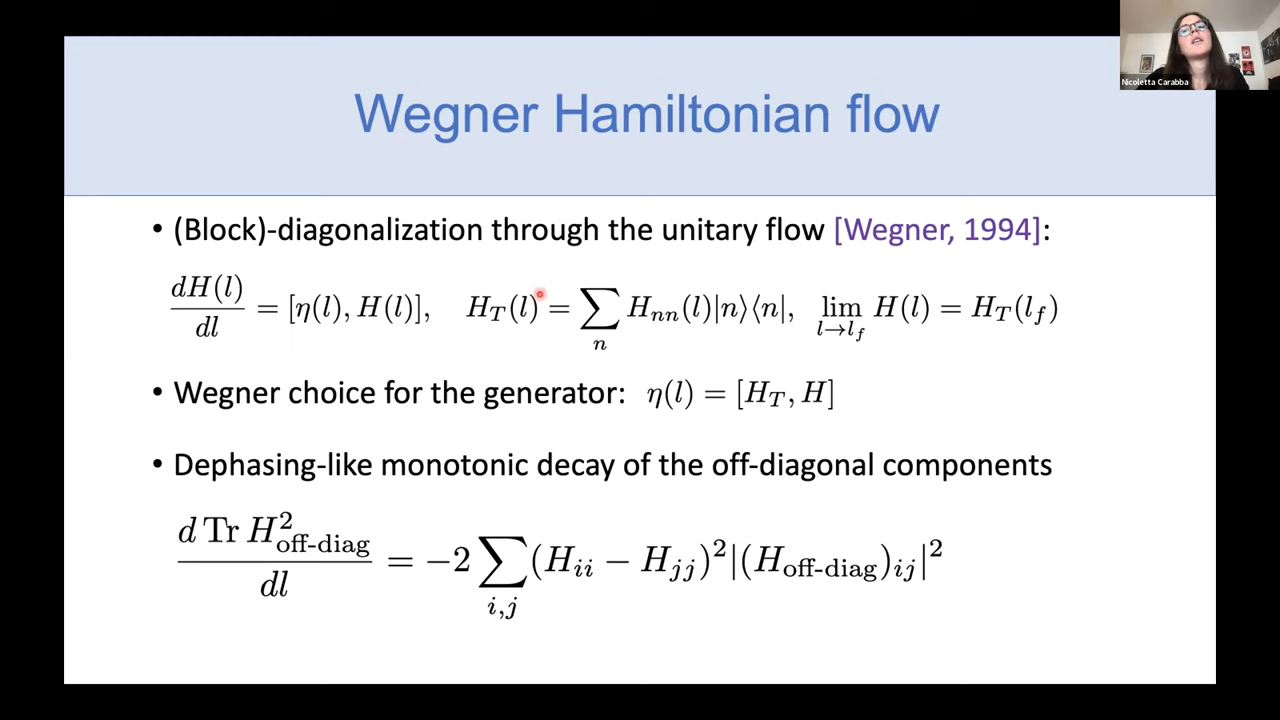 Nicoletta Carabba
Wegner Hamiltonian flow
• (Block)-diagonalization through the unitary flow [Wegner, 1994]:
dH(l)/dl = [η(l), H(l)],   H_T(l) = ∑_n H_nn(l)|n⟩⟨n|,   lim_{l→l_f} H(l) = H_T(l_f)
• Wegner choice for the generator: η(l) = [H_T, H]
• Dephasing-like monotonic decay of the off-diagonal components
d Tr H²_off-diag/dl = −2 ∑_{i,j} (H_ii − H_jj)²|(H_off-diag)_ij|²